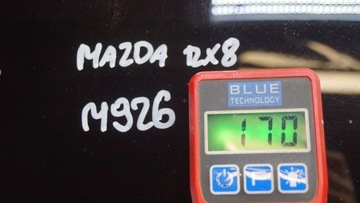 MAZDA RX8
M926
BLUE
TECHNOLOGY
170